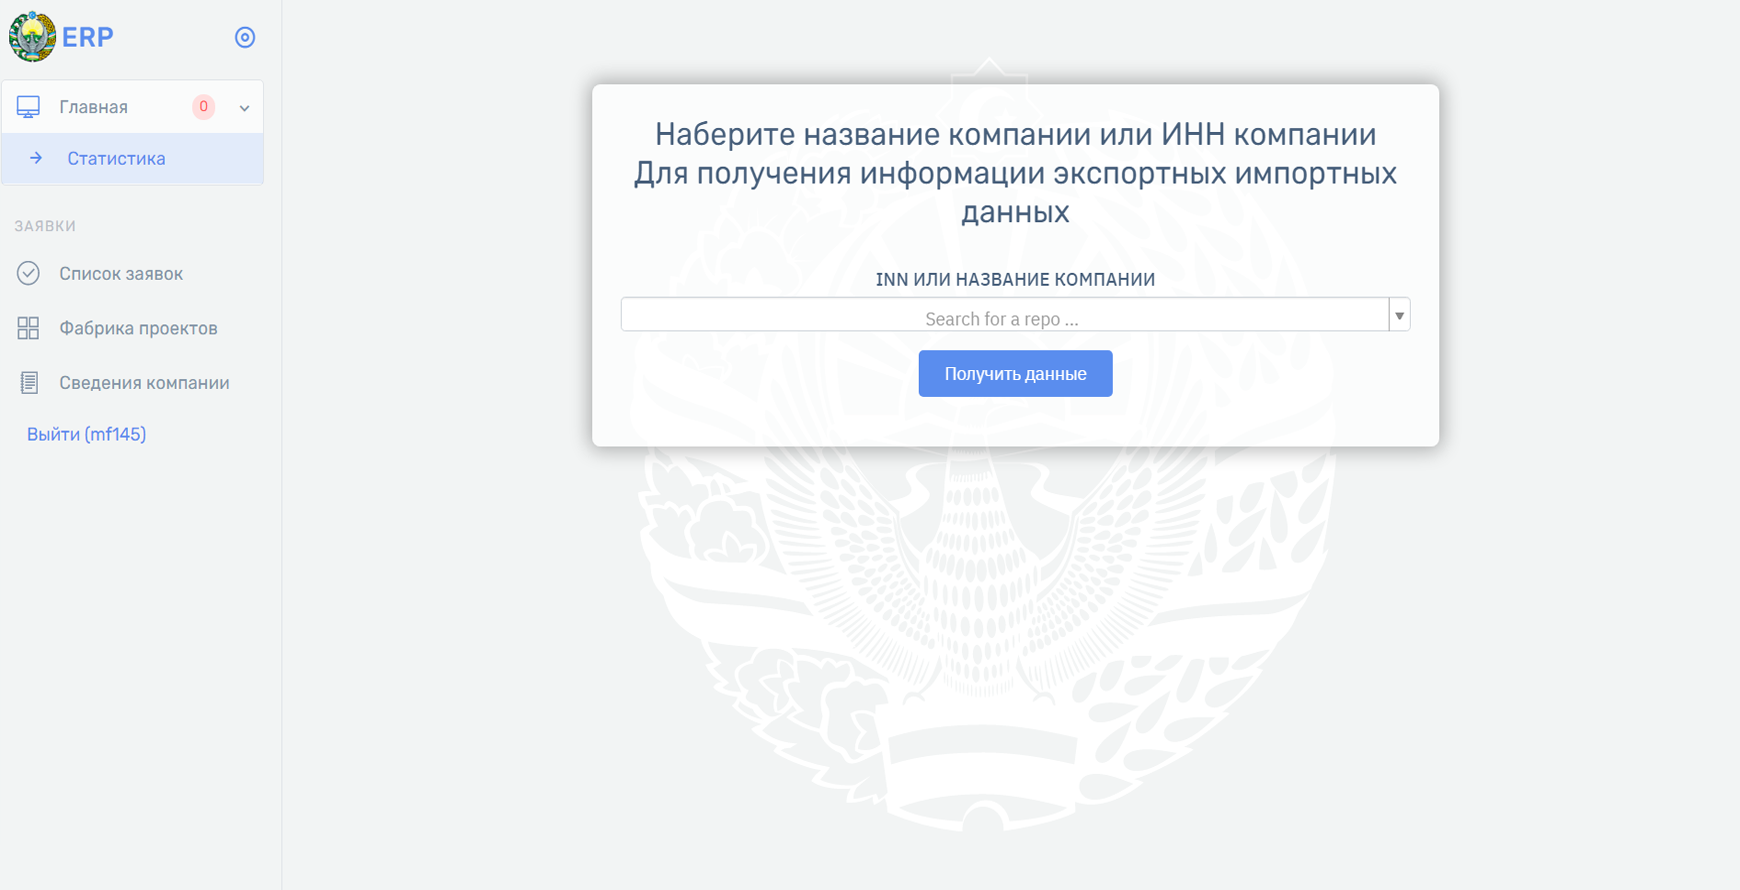 ERP
Главная 0
Статистика
ЗАЯВКИ
Список заявок
Фабрика проектов
Сведения компании
Выйти (mf145)
Наберите название компании или ИНН компании
Для получения информации экспортных импортных
данных
INN ИЛИ НАЗВАНИЕ КОМПАНИИ
Search for a repo ...
Получить данные